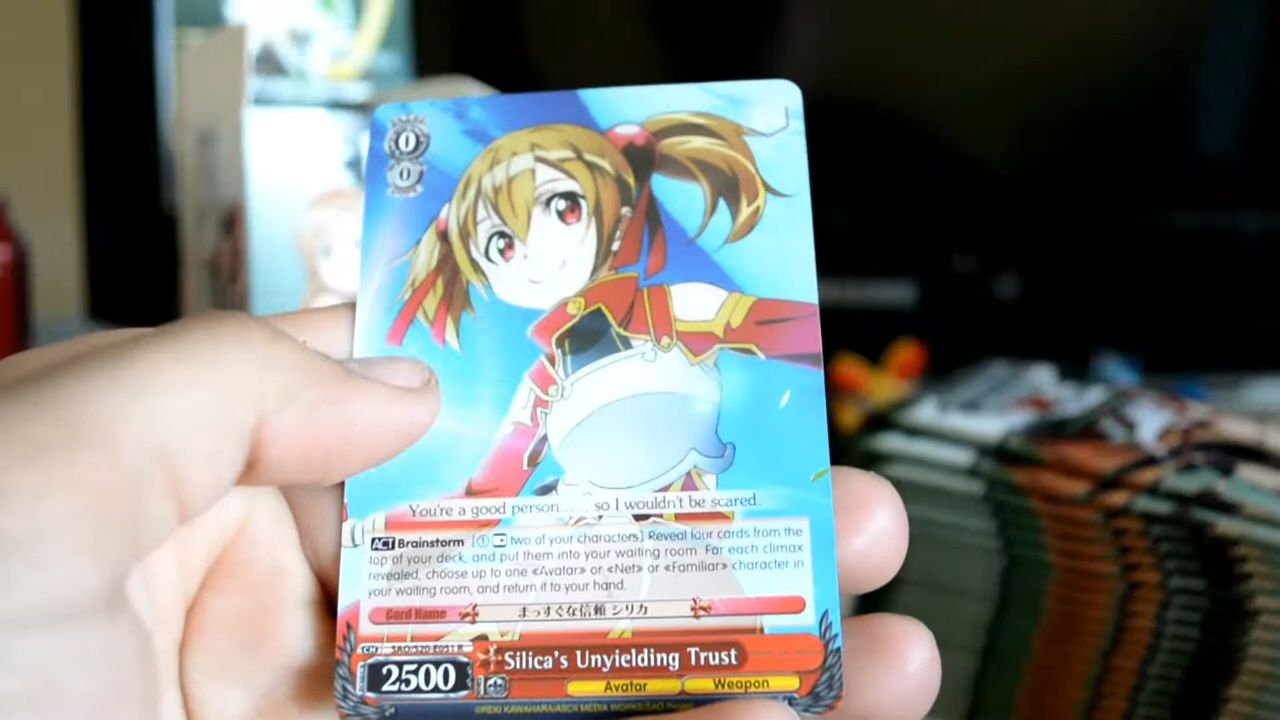 0
0
You're a good person...... so I wouldn't be scared.
ACT Brainstorm [① two of your characters] Reveal four cards from the
top of your deck, and put them into your waiting room. For each climax
revealed, choose up to one «Avatar» or «Net» or «Familiar» character in
your waiting room, and return it to your hand.
Card Name まっすぐな信頼 シリカ
CH SAO/S20-E051 R
Silica's Unyielding Trust
2500
Avatar Weapon
©REKI KAWAHARA/ASCII MEDIA WORKS/SAO Project